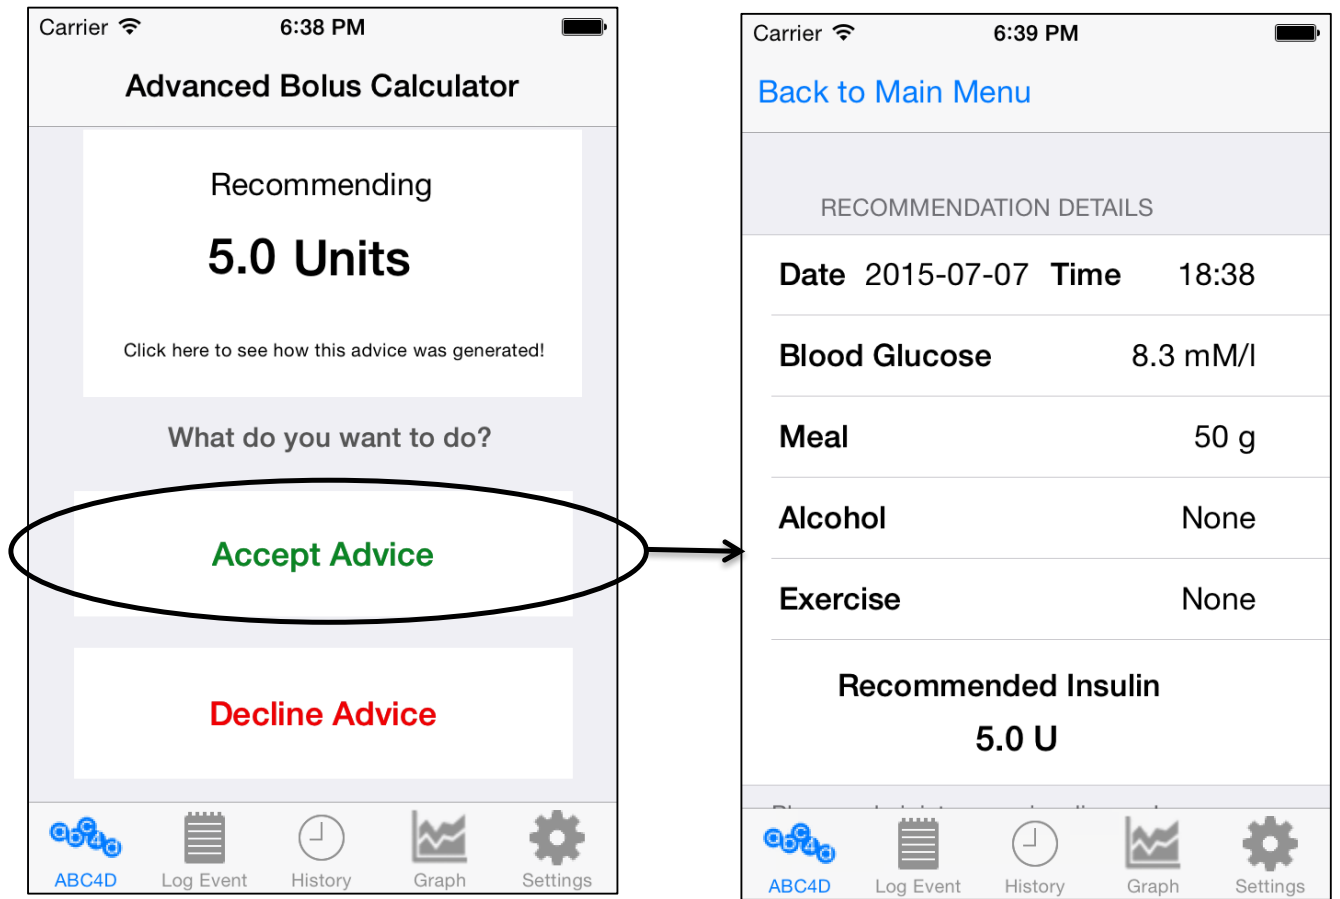 Carrier 6:38 PM
Advanced Bolus Calculator
Recommending
5.0 Units
Click here to see how this advice was generated!
What do you want to do?
Accept Advice
Decline Advice
abc4d
ABC4D Log Event History Graph Settings
Carrier 6:39 PM
Back to Main Menu
RECOMMENDATION DETAILS
Date 2015-07-07 Time 18:38
Blood Glucose 8.3 mM/l
Meal 50 g
Alcohol None
Exercise None
Recommended Insulin
5.0 U
abc4d
ABC4D Log Event History Graph Settings